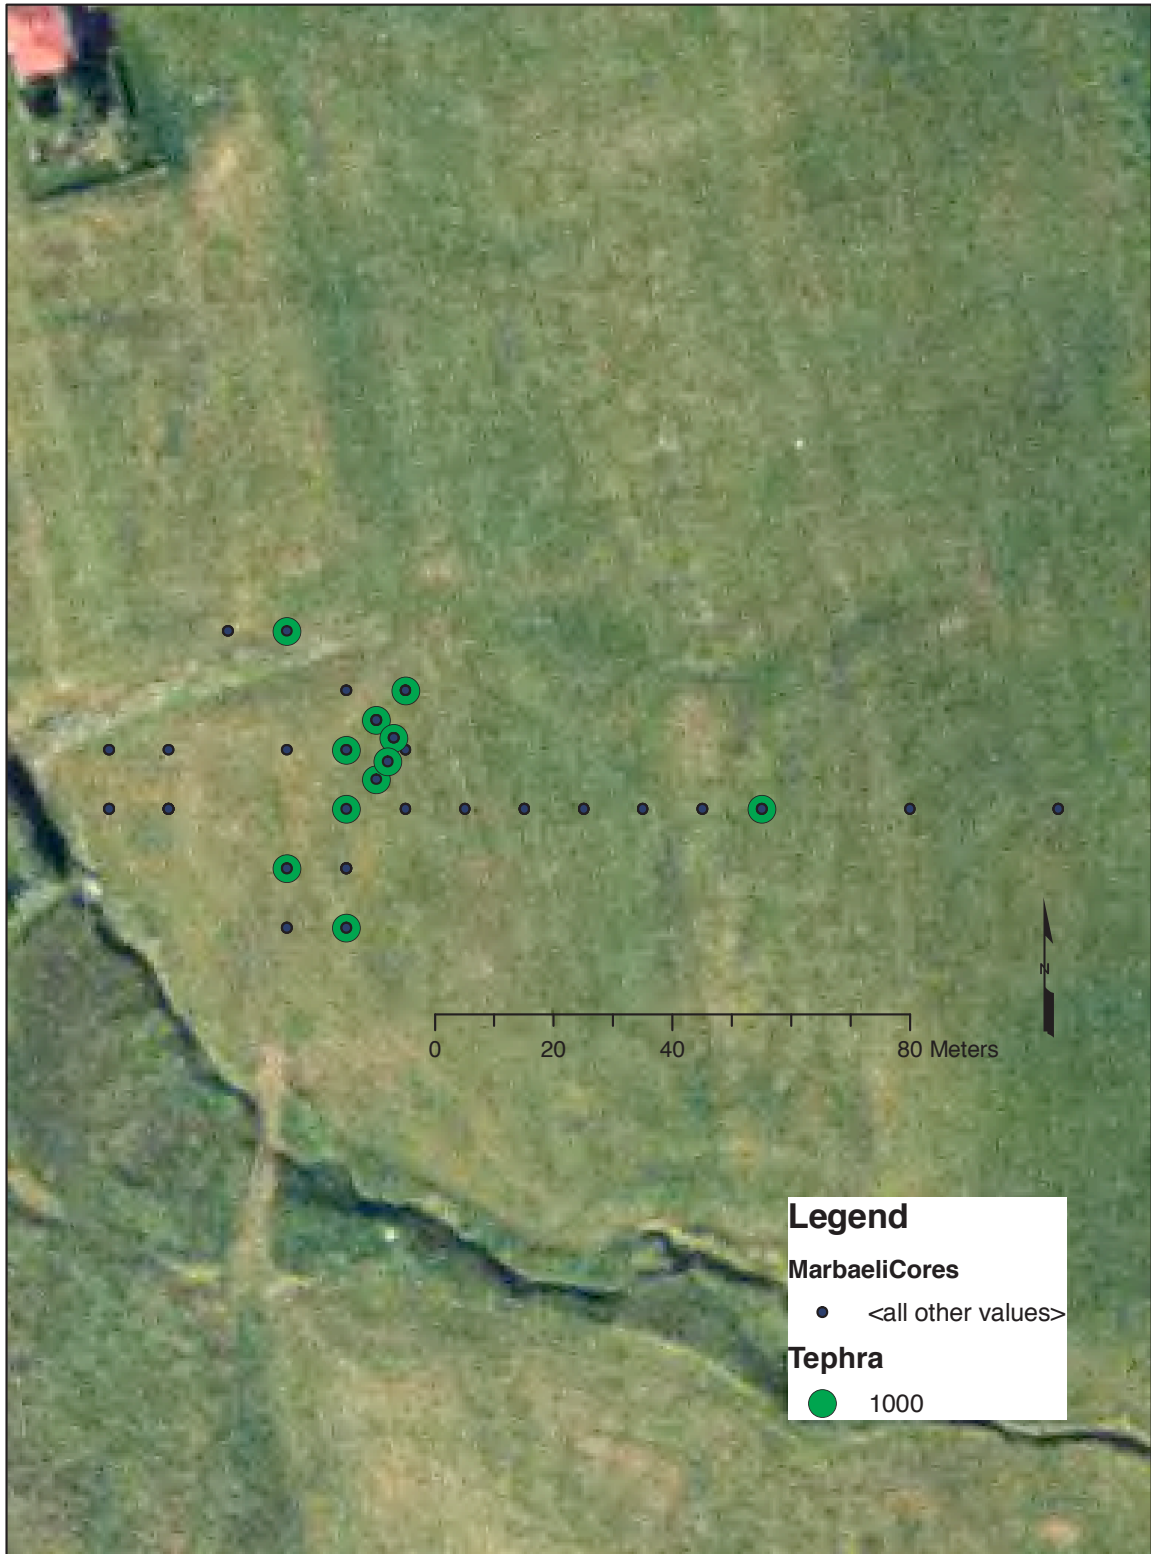 N
0 20 40 80 Meters
Legend
MarbaeliCores
<all other values>
Tephra
1000